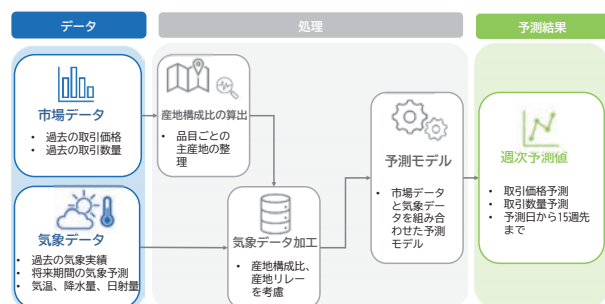 データ
処理
予測結果
市場データ
• 過去の取引価格
• 過去の取引数量
産地構成比の算出
• 品目ごとの
主産地の整
理
気象データ
• 過去の気象実績
• 将来期間の気象予測
• 気温、降水量、日射量
気象データ加工
• 産地構成比、
産地リレー
を考慮
予測モデル
• 市場データ
と気象デー
タを組み合
わせた予測
モデル
週次予測値
• 取引価格予測
• 取引数量予測
• 予測日から15週先
まで